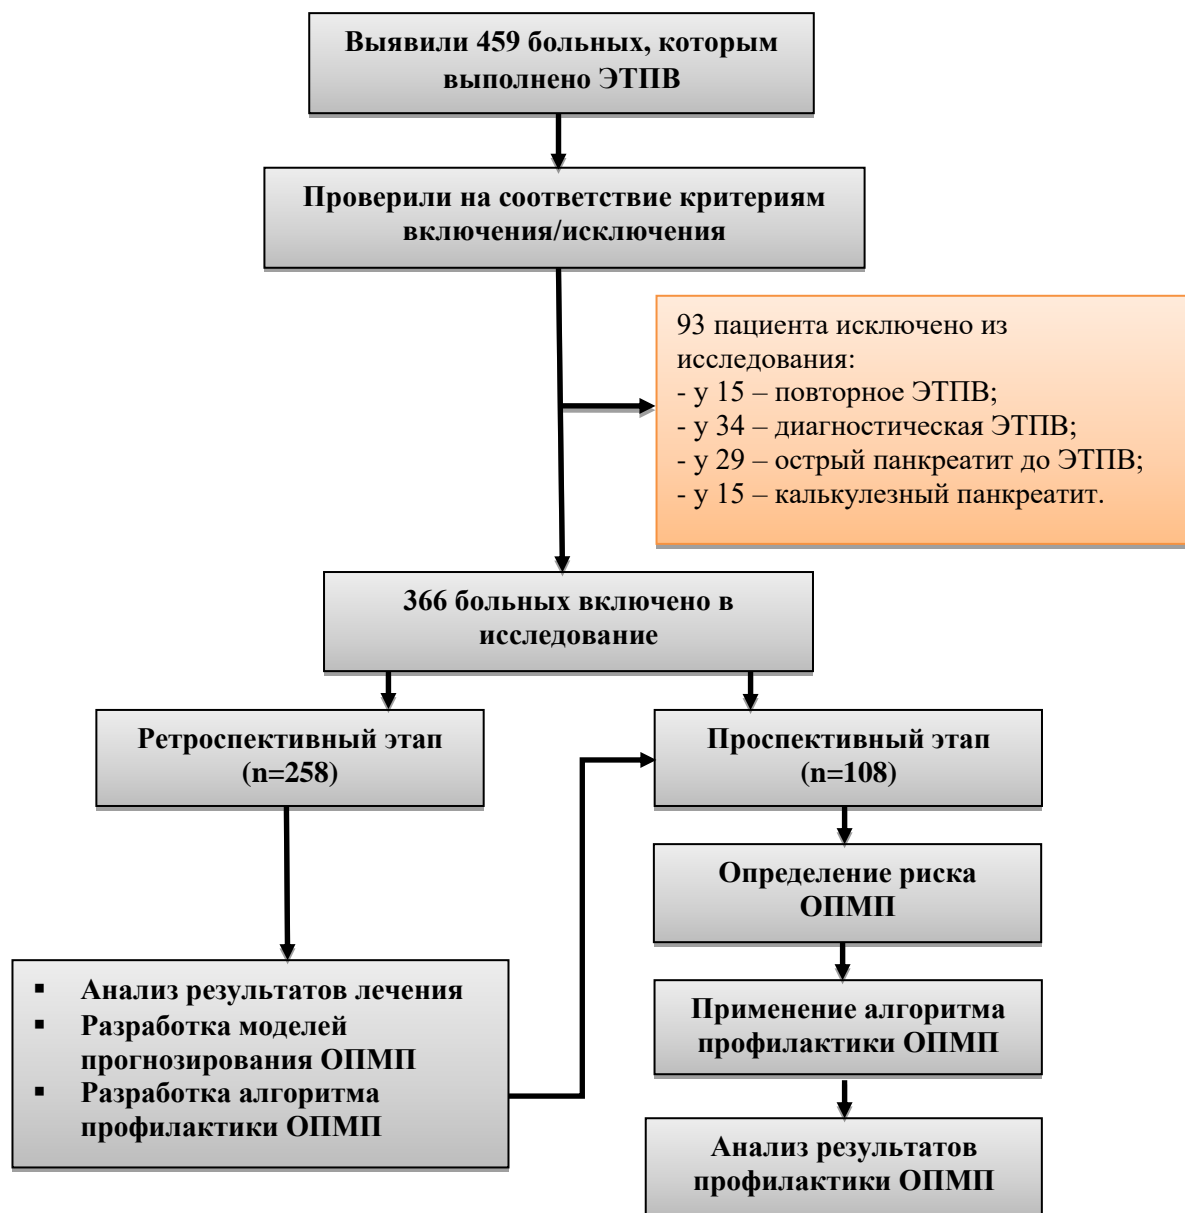 Выявили 459 больных, которым
выполнено ЭТПВ
Проверили на соответствие критериям
включения/исключения
93 пациента исключено из
исследования:
- у 15 – повторное ЭТПВ;
- у 34 – диагностическая ЭТПВ;
- у 29 – острый панкреатит до ЭТПВ;
- у 15 – калькулезный панкреатит.
366 больных включено в
исследование
Ретроспективный этап
(n=258)
Проспективный этап
(n=108)
Определение риска
ОПМП
▪ Анализ результатов лечения
▪ Разработка моделей
прогнозирования ОПМП
▪ Разработка алгоритма
профилактики ОПМП
Применение алгоритма
профилактики ОПМП
Анализ результатов
профилактики ОПМП